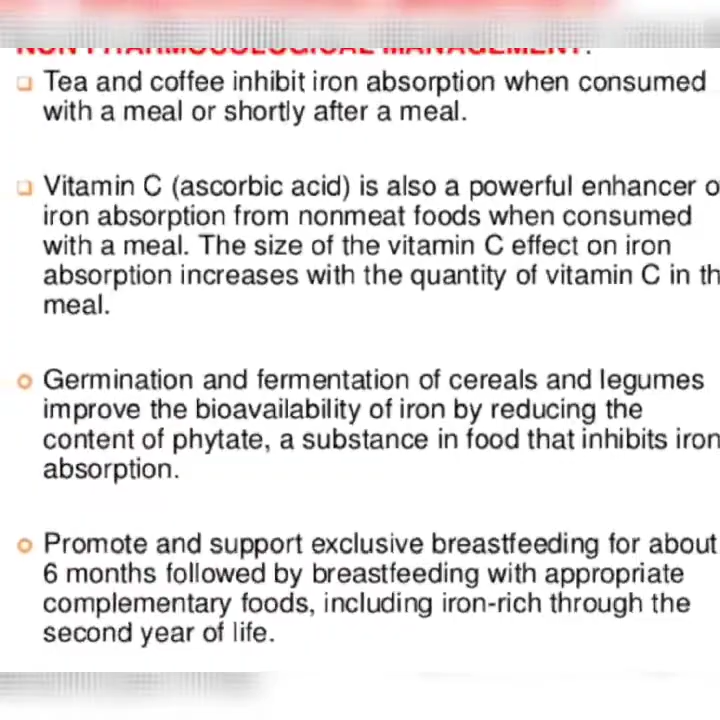 NON PHARMOCOLOGICAL MANAGEMENT:
Tea and coffee inhibit iron absorption when consumed
with a meal or shortly after a meal.
Vitamin C (ascorbic acid) is also a powerful enhancer o
iron absorption from nonmeat foods when consumed
with a meal. The size of the vitamin C effect on iron
absorption increases with the quantity of vitamin C in th
meal.
Germination and fermentation of cereals and legumes
improve the bioavailability of iron by reducing the
content of phytate, a substance in food that inhibits iron
absorption.
Promote and support exclusive breastfeeding for about
6 months followed by breastfeeding with appropriate
complementary foods, including iron-rich through the
second year of life.